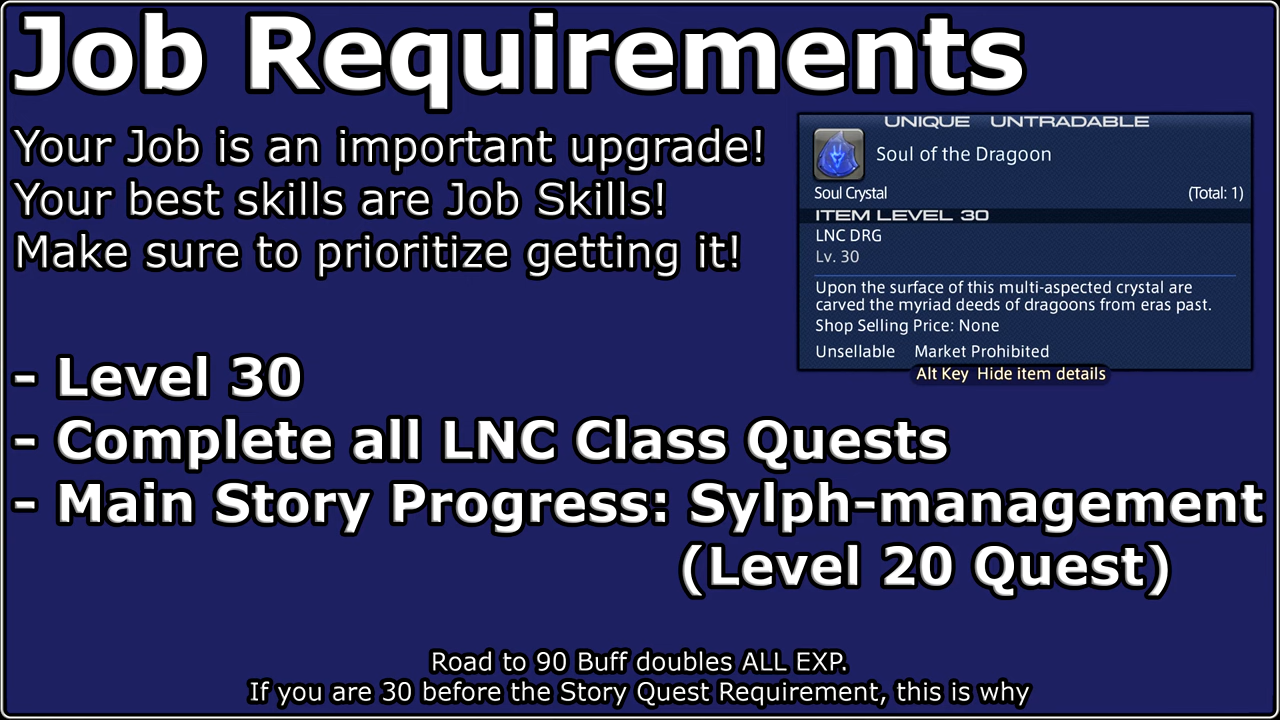 Job Requirements
Your Job is an important upgrade!
Your best skills are Job Skills!
Make sure to prioritize getting it!
UNIQUE UNTRADABLE
Soul of the Dragoon
Soul Crystal (Total: 1)
ITEM LEVEL 30
LNC DRG
Lv. 30
Upon the surface of this multi-aspected crystal are
carved the myriad deeds of dragoons from eras past.
Shop Selling Price: None
Unsellable Market Prohibited
Alt Key Hide item details
- Level 30
- Complete all LNC Class Quests
- Main Story Progress: Sylph-management
(Level 20 Quest)
Road to 90 Buff doubles ALL EXP.
If you are 30 before the Story Quest Requirement, this is why